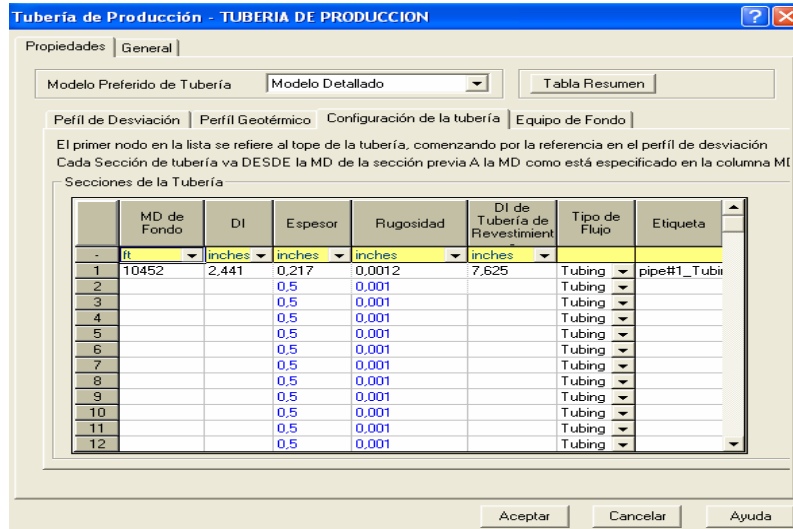 Tubería de Producción - TUBERIA DE PRODUCCION
Propiedades General
Modelo Preferido de Tubería Modelo Detallado Tabla Resumen
Pefíl de Desviación Perfíl Geotérmico Configuración de la tubería Equipo de Fondo
El primer nodo en la lista se refiere al tope de la tubería, comenzando por la referencia en el perfíl de desviación
Cada Sección de tubería va DESDE la MD de la sección previa A la MD como está especificado en la columna MD
Secciones de la Tubería
MD de Fondo DI Espesor Rugosidad DI de Tubería de Revestimient Tipo de Flujo Etiqueta
- ft inches inches inches inches
1 10452 2,441 0,217 0,0012 7,625 Tubing pipe#1_Tubi
2 0,5 0,001 Tubing
3 0,5 0,001 Tubing
4 0,5 0,001 Tubing
5 0,5 0,001 Tubing
6 0,5 0,001 Tubing
7 0,5 0,001 Tubing
8 0,5 0,001 Tubing
9 0,5 0,001 Tubing
10 0,5 0,001 Tubing
11 0,5 0,001 Tubing
12 0,5 0,001 Tubing
Aceptar Cancelar Ayuda